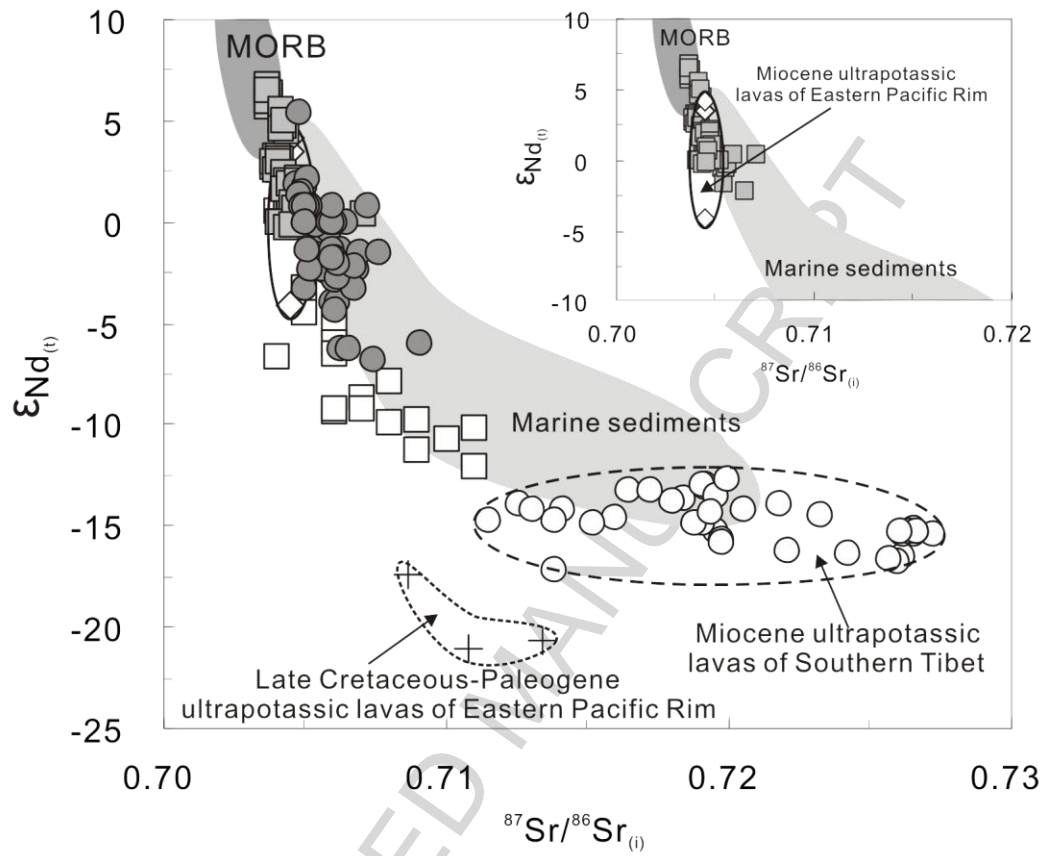 10
5
0
-5
-10
-15
-20
-25
εNd(t)
MORB
Marine sediments
Miocene ultrapotassic
lavas of Southern Tibet
Late Cretaceous-Paleogene
ultrapotassic lavas of Eastern Pacific Rim
0.70
0.71
0.72
0.73
87Sr/86Sr(i)
10
5
0
-5
-10
εNd(t)
MORB
Miocene ultrapotassic
lavas of Eastern Pacific Rim
Marine sediments
0.70
0.71
0.72
87Sr/86Sr(i)
ED MANUSCRIPT